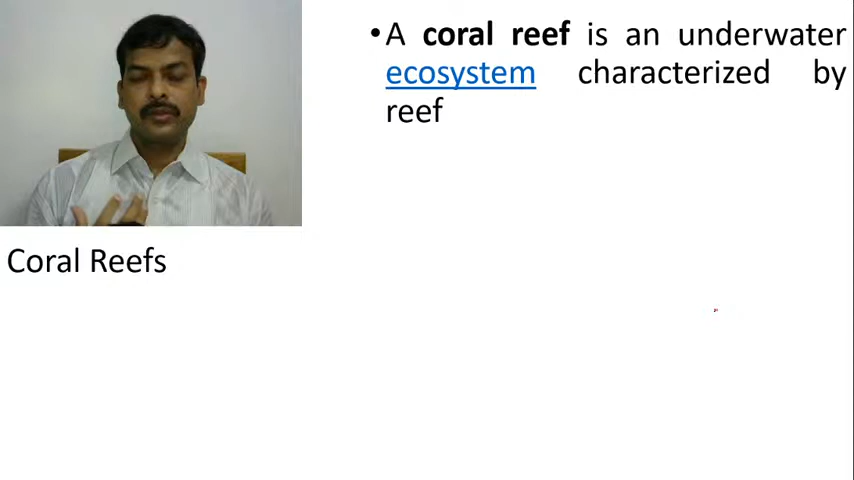 • A coral reef is an underwater
ecosystem characterized by
reef
Coral Reefs